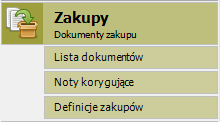 Zakupy
Dokumenty zakupu
Lista dokumentów
Noty korygujące
Definicje zakupów